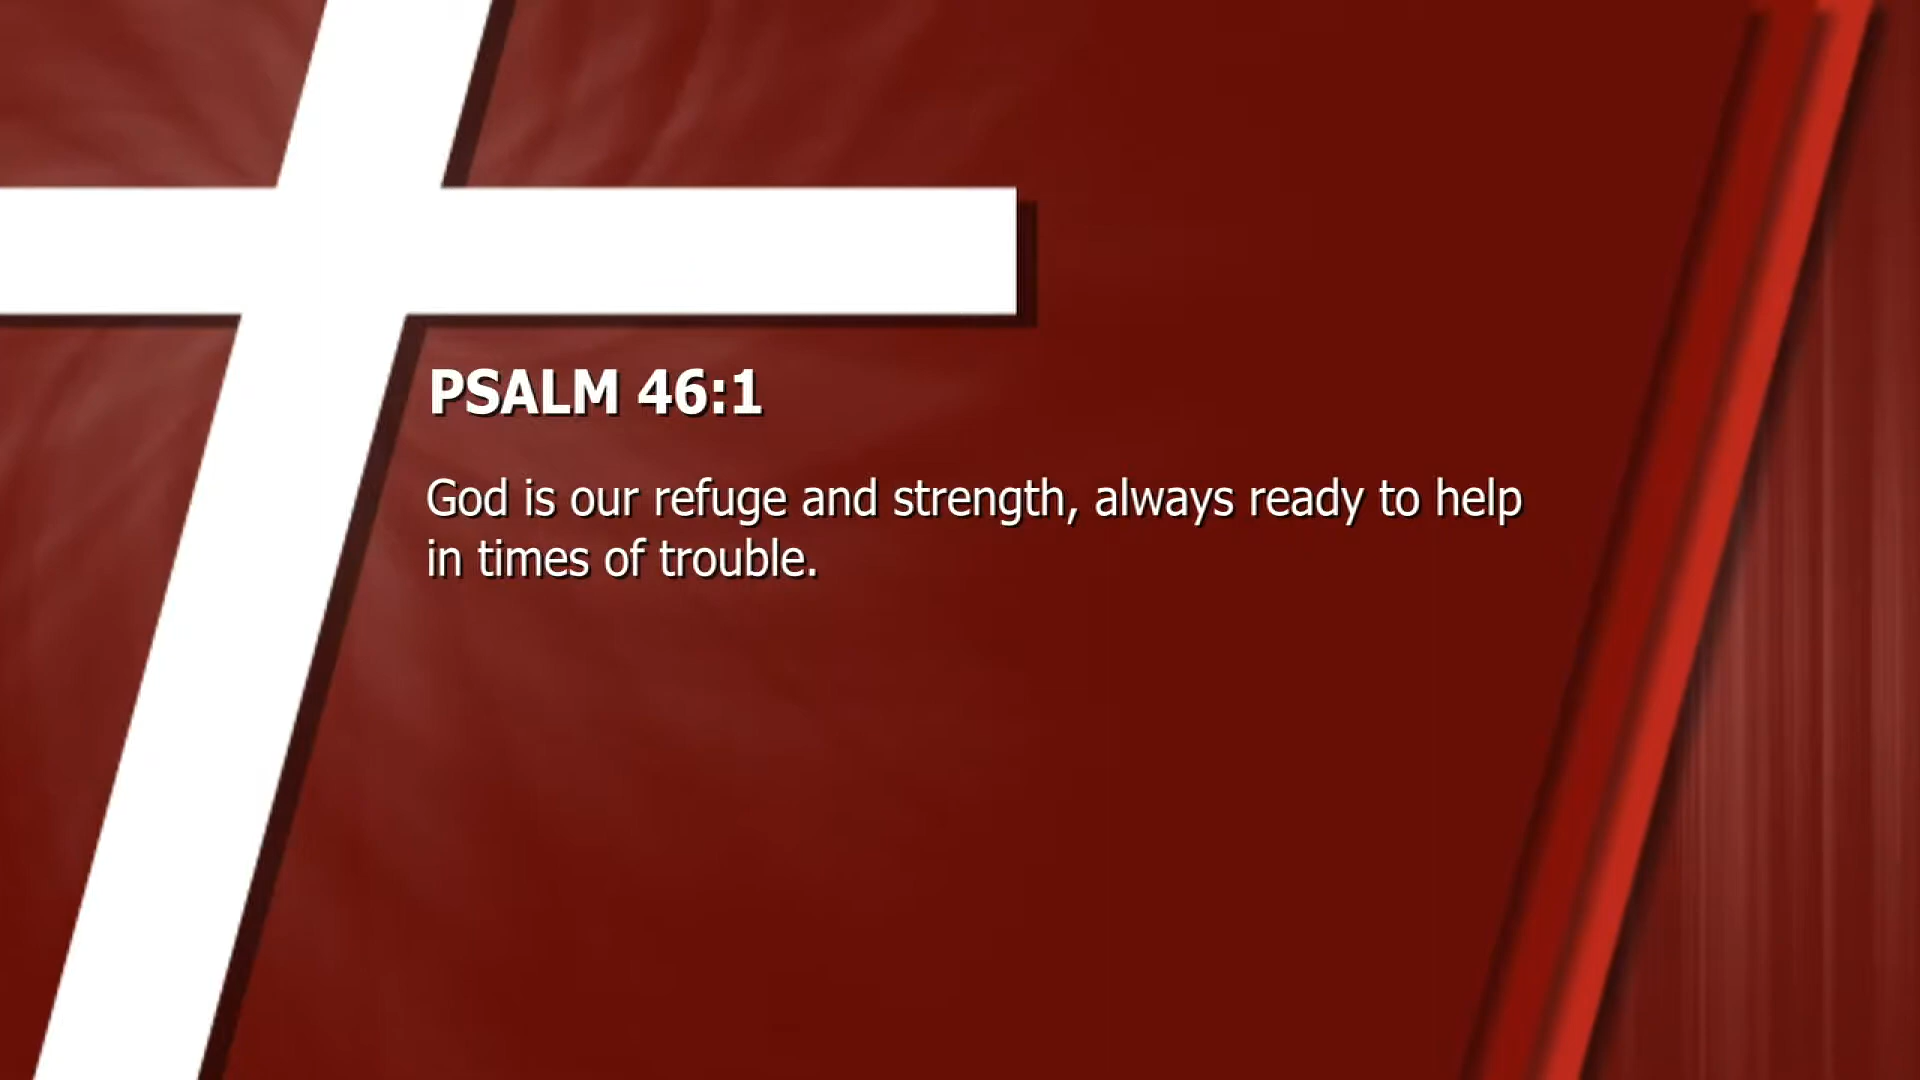 PSALM 46:1
God is our refuge and strength, always ready to help
in times of trouble.